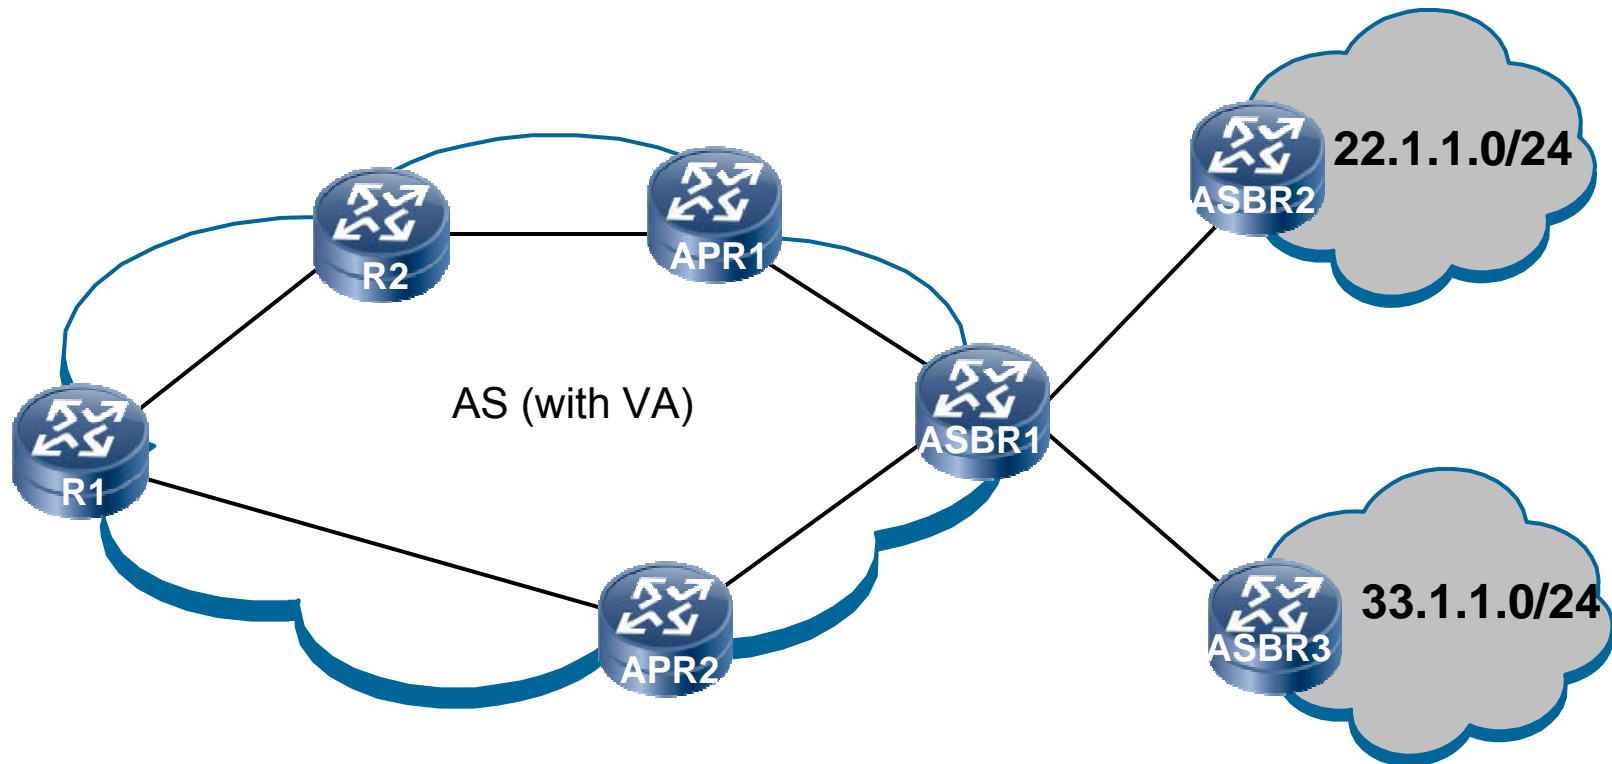 22.1.1.0/24
ASBR2
R2
APR1
AS (with VA)
ASBR1
R1
33.1.1.0/24
ASBR3
APR2